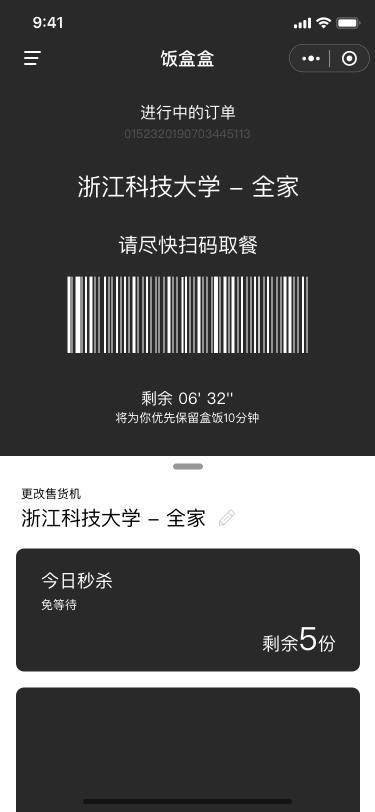 9:41
饭盒盒
进行中的订单
0152320190703445113
浙江科技大学 – 全家
请尽快扫码取餐
剩余 06' 32''
将为你优先保留盒饭10分钟
更改售货机
浙江科技大学 – 全家
今日秒杀
免等待
剩余5份